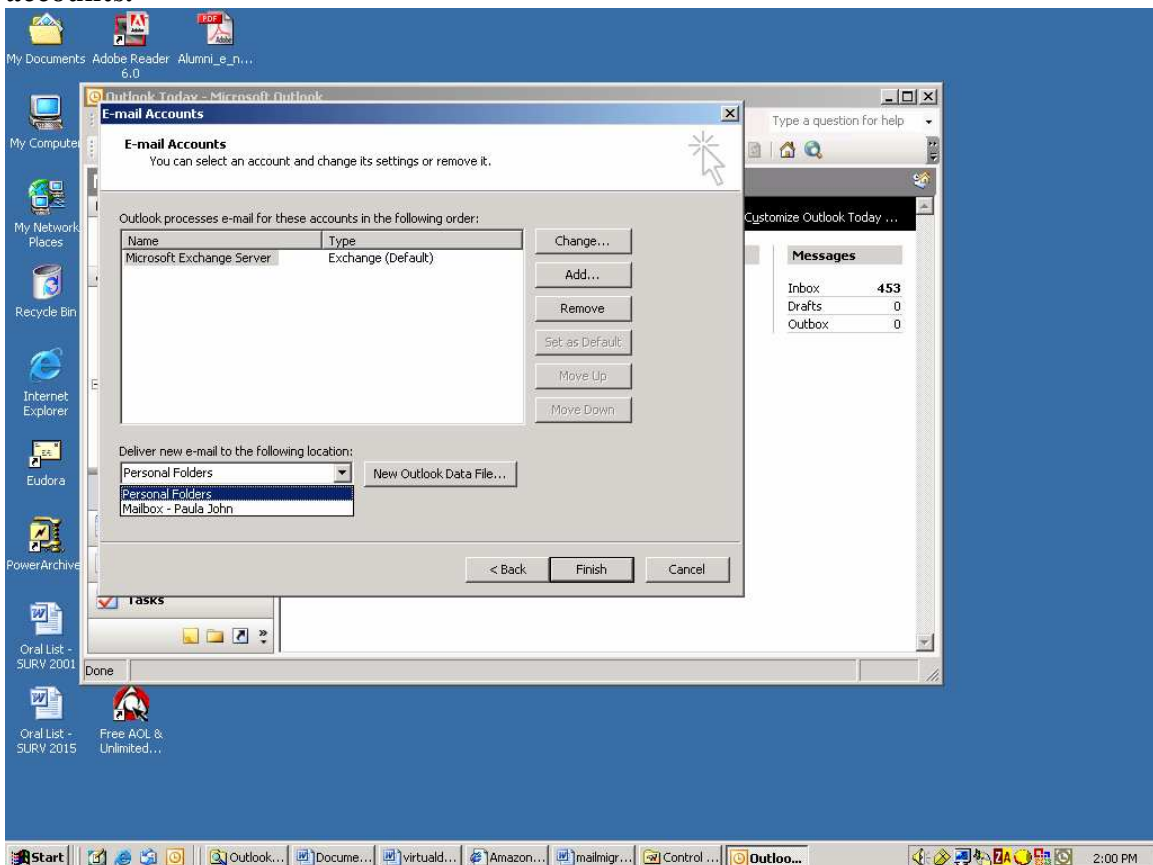 accounts.
PDF
Adobe
My Documents
Adobe Reader 6.0
Alumni_e_n...
Outlook Today - Microsoft Outlook
E-mail Accounts
Type a question for help
My Computer
E-mail Accounts
You can select an account and change its settings or remove it.
Outlook processes e-mail for these accounts in the following order:
Customize Outlook Today ...
My Network Places
Name Type
Microsoft Exchange Server Exchange (Default)
Change...
Add...
Remove
Set as Default
Move Up
Move Down
Messages
Inbox 453
Drafts 0
Outbox 0
Recycle Bin
Internet Explorer
Deliver new e-mail to the following location:
Personal Folders
New Outlook Data File...
Personal Folders
Mailbox - Paula John
Eudora
PowerArchive
< Back Finish Cancel
Tasks
Oral List - SURV 2001
Done
Oral List - SURV 2015
Free AOL & Unlimited...
Start
Outlook...
Docume...
virtuald...
Amazon...
mailmigr...
Control ...
Outloo...
2:00 PM